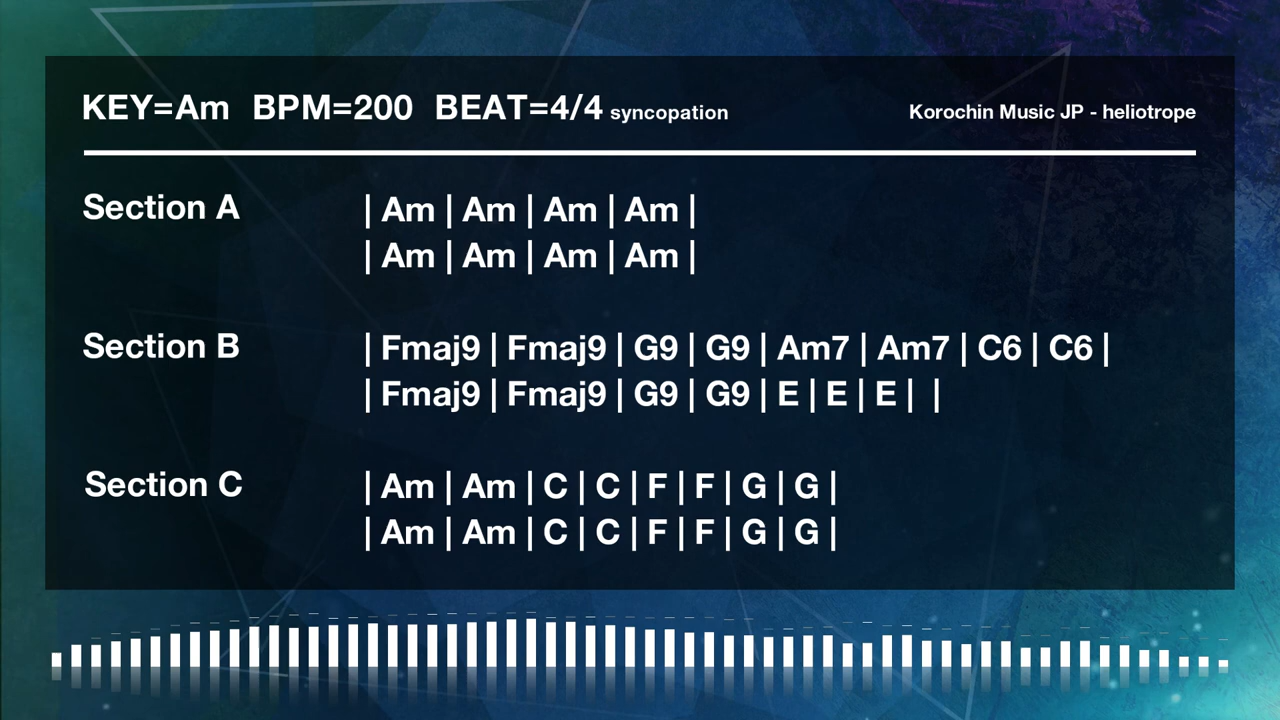 KEY=Am BPM=200 BEAT=4/4 syncopation Korochin Music JP - heliotrope
Section A | Am | Am | Am | Am |
| Am | Am | Am | Am |
Section B | Fmaj9 | Fmaj9 | G9 | G9 | Am7 | Am7 | C6 | C6 |
| Fmaj9 | Fmaj9 | G9 | G9 | E | E | E | |
Section C | Am | Am | C | C | F | F | G | G |
| Am | Am | C | C | F | F | G | G |